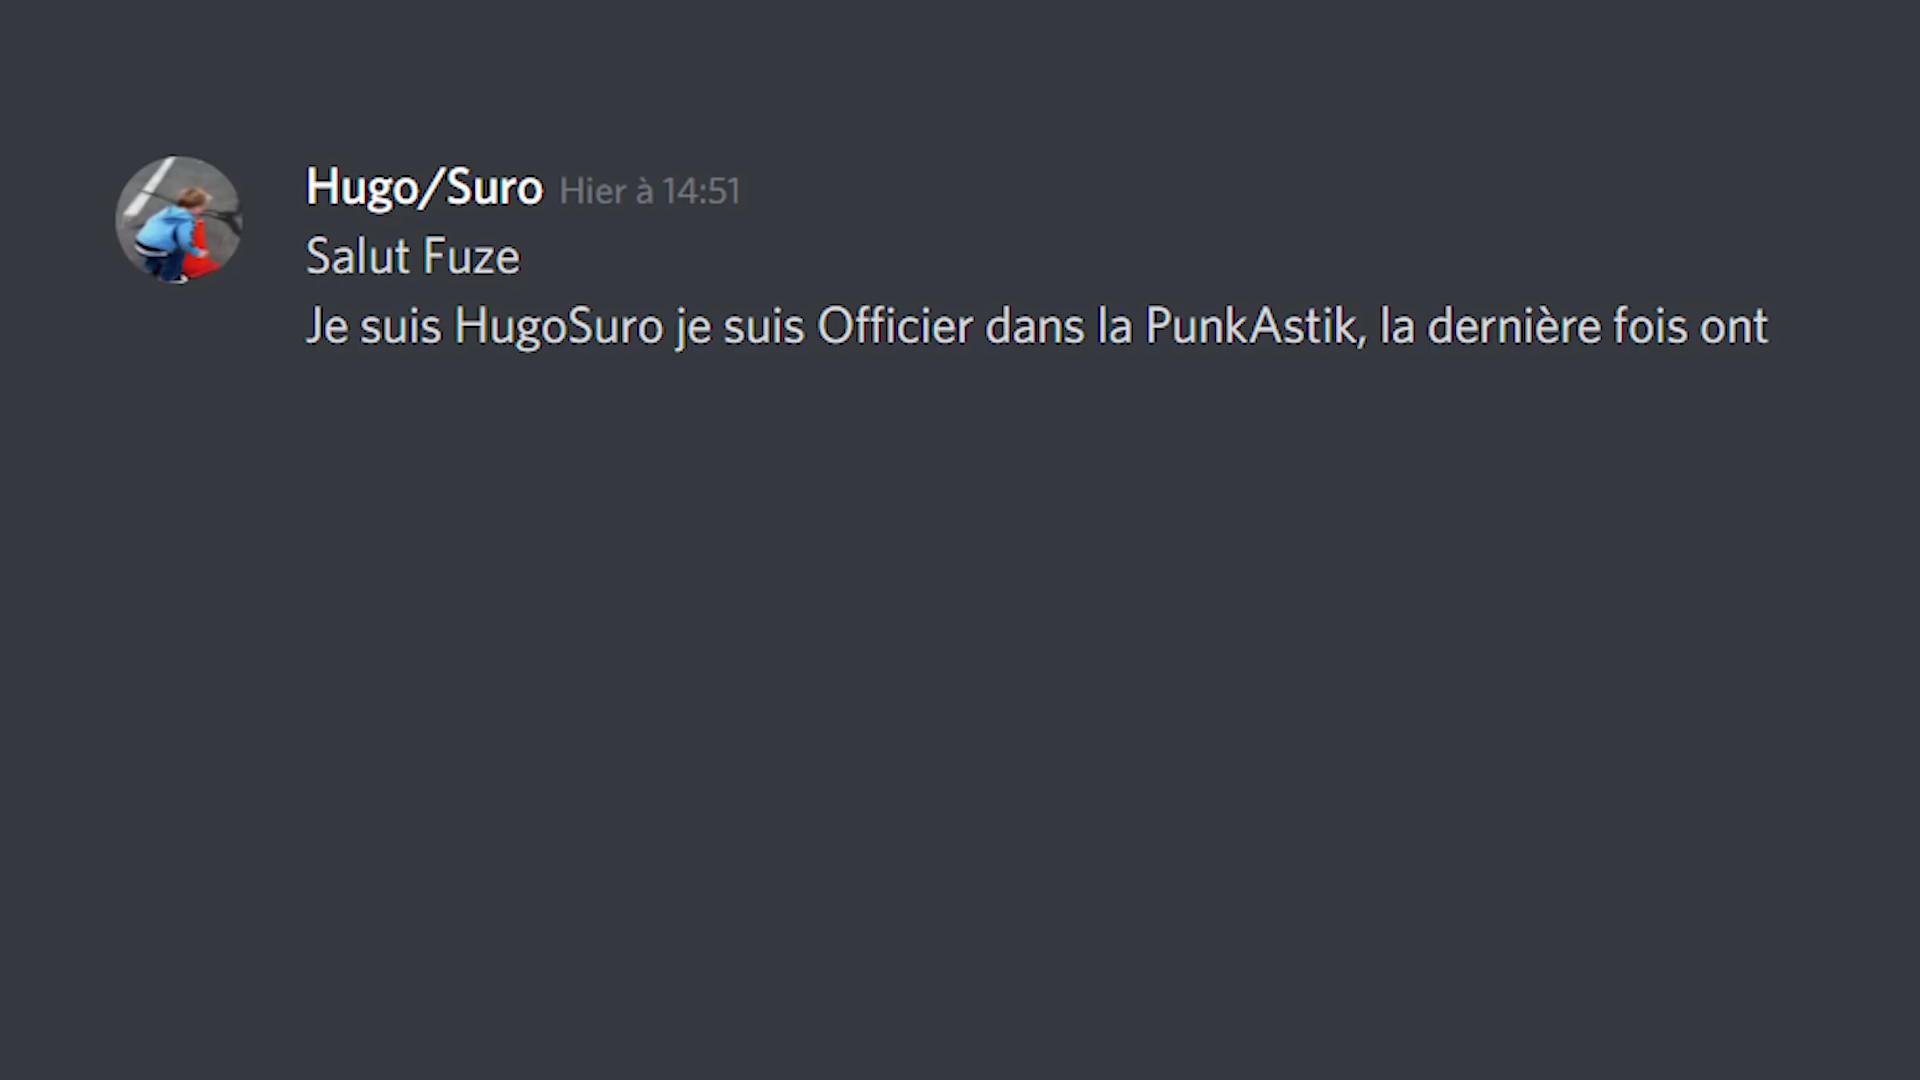 Hugo/Suro Hier à 14:51
Salut Fuze
Je suis HugoSuro je suis Officier dans la PunkAstik, la dernière fois ont